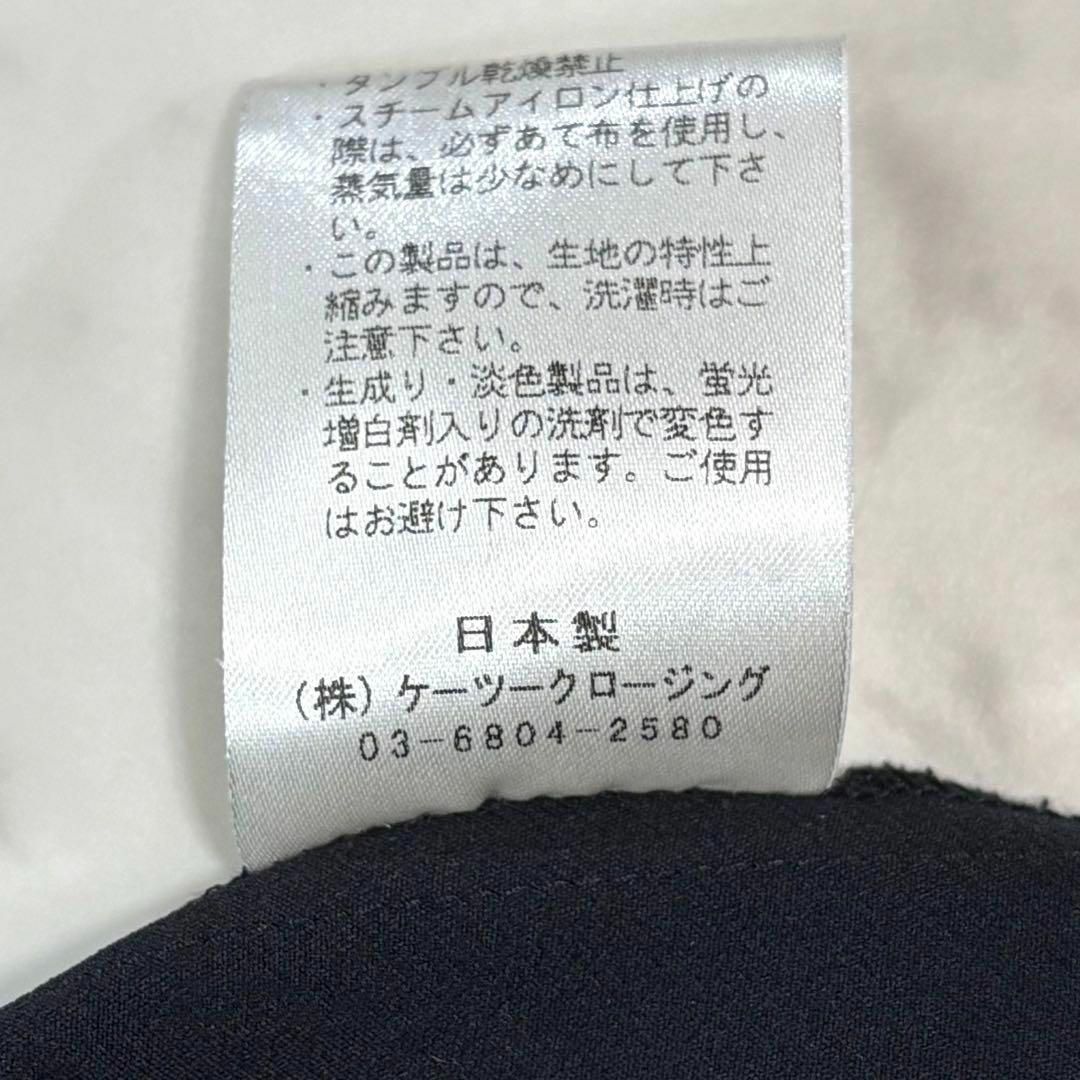 ・タンブル乾燥禁止
・スチームアイロン仕上げの
際は、必ずあて布を使用し、
蒸気量は少なめにして下さ
い。
・この製品は、生地の特性上
縮みますので、洗濯時はご
注意下さい。
・生成り・淡色製品は、蛍光
増白剤入りの洗剤で変色す
ることがあります。ご使用
はお避け下さい。
日本製
(株)ケーツークロージング
03-6804-2580